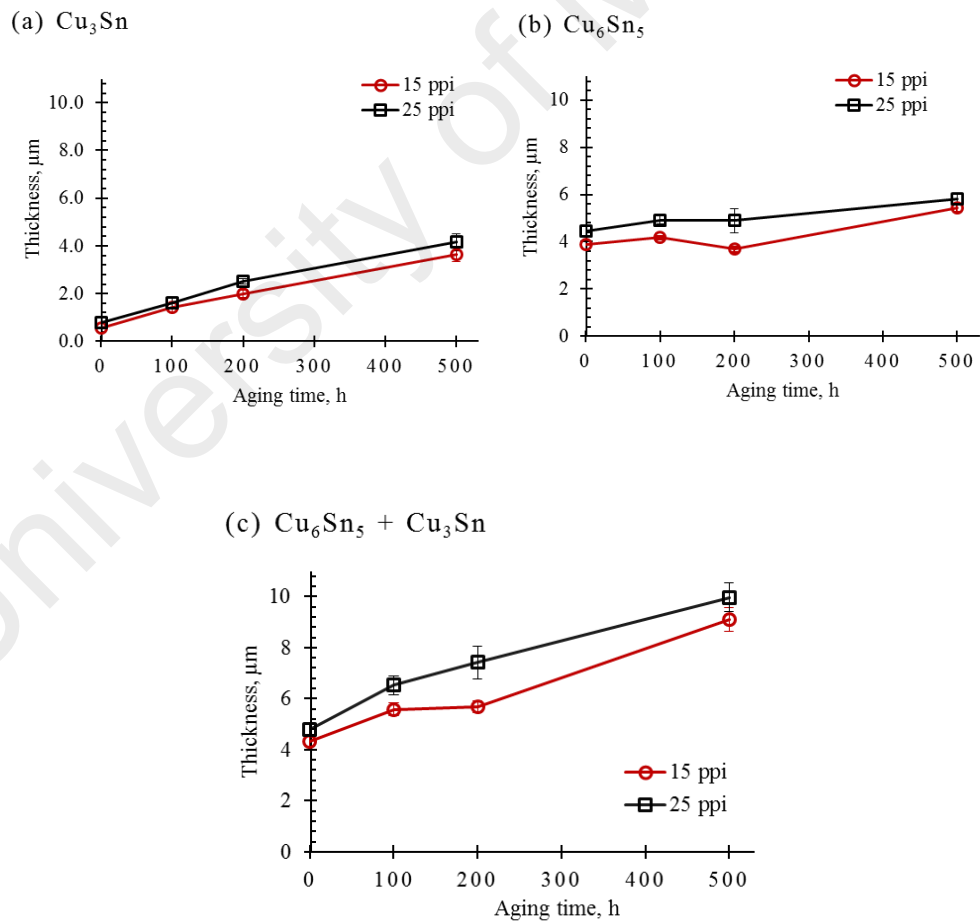 (a) Cu₃Sn
15 ppi
25 ppi
10.0
8.0
6.0
4.0
2.0
0.0
Thickness, μm
0 100 200 300 400 500
Aging time, h
(b) Cu₆Sn₅
15 ppi
25 ppi
10
8
6
4
2
0
Thickness, μm
0 100 200 300 400 500
Aging time, h
(c) Cu₆Sn₅ + Cu₃Sn
10
8
6
4
2
0
Thickness, μm
15 ppi
25 ppi
0 100 200 300 400 500
Aging time, h
University of